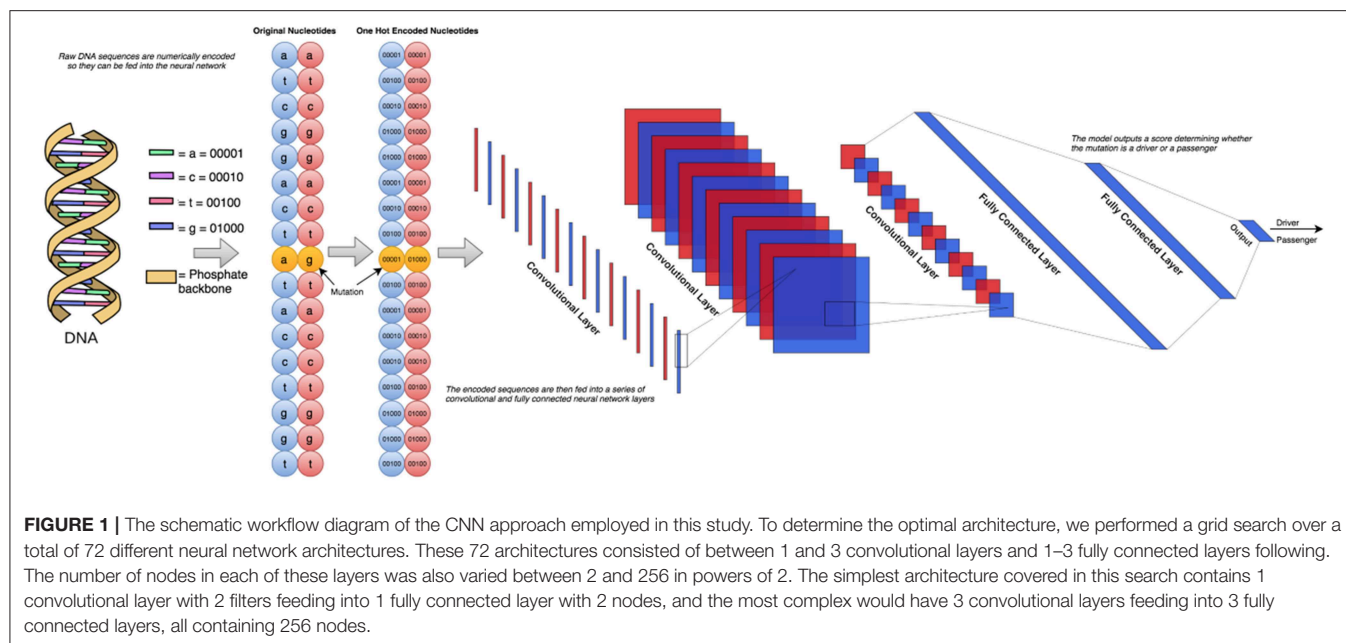 Original Nucleotides One Hot Encoded Nucleotides
Raw DNA sequences are numerically encoded
so they can be fed into the neural network
= a = 00001
= c = 00010
= t = 00100
= g = 01000
= Phosphate
backbone
DNA
a a 00001 00001
t t 00100 00100
c c 00010 00010
g g 01000 01000
g g 01000 01000
a a 00001 00001
c c 00010 00010
t t 00100 00100
a g 00001 01000
Mutation
t t 00100 00100
a a 00001 00001
c c 00010 00010
c c 00010 00010
t t 00100 00100
g g 01000 01000
g g 01000 01000
t t 00100 00100
Convolutional Layer
The encoded sequences are then fed into a series of
convolutional and fully connected neural network layers
Convolutional Layer
Convolutional Layer
Fully Connected Layer
The model outputs a score determining whether
the mutation is a driver or a passenger
Fully Connected Layer
Output
Driver
Passenger
FIGURE 1 | The schematic workflow diagram of the CNN approach employed in this study. To determine the optimal architecture, we performed a grid search over a
total of 72 different neural network architectures. These 72 architectures consisted of between 1 and 3 convolutional layers and 1–3 fully connected layers following.
The number of nodes in each of these layers was also varied between 2 and 256 in powers of 2. The simplest architecture covered in this search contains 1
convolutional layer with 2 filters feeding into 1 fully connected layer with 2 nodes, and the most complex would have 3 convolutional layers feeding into 3 fully
connected layers, all containing 256 nodes.